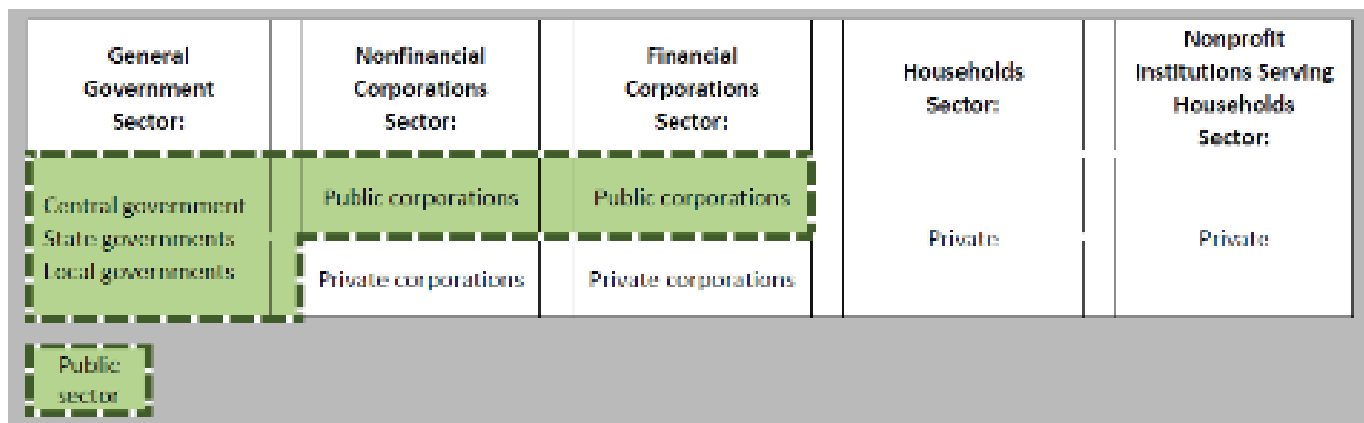 General
Government
Sector:
Nonfinancial
Corporations
Sector:
Financial
Corporations
Sector:
Households
Sector:
Nonprofit
Institutions Serving
Households
Sector:
Central government
State governments
Local governments
Public corporations
Private corporations
Public corporations
Private corporations
Private
Private
Public
sector